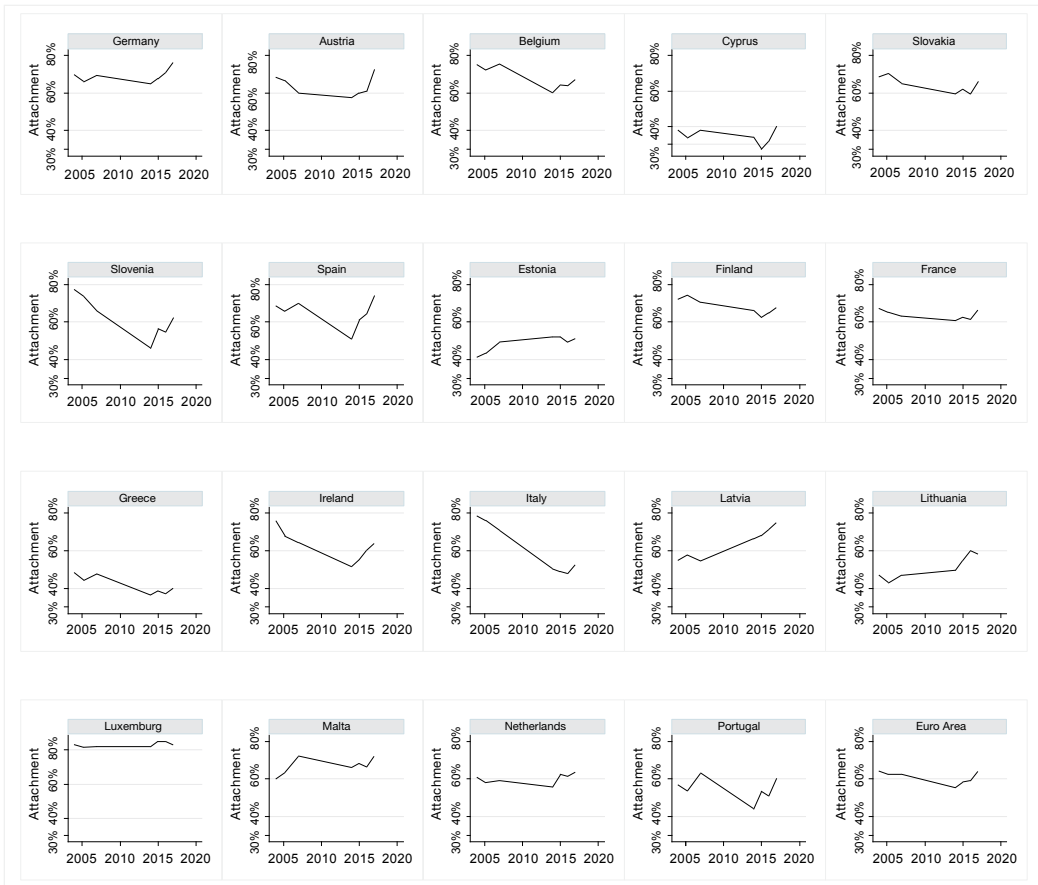 Germany Austria Belgium Cyprus Slovakia
Attachment Attachment Attachment Attachment Attachment
80% 80% 80% 80% 80%
60% 60% 60% 60% 60%
40% 40% 40% 40% 40%
30% 30% 30% 30% 30%
2005 2010 2015 2020 2005 2010 2015 2020 2005 2010 2015 2020 2005 2010 2015 2020 2005 2010 2015 2020
Slovenia Spain Estonia Finland France
Attachment Attachment Attachment Attachment Attachment
80% 80% 80% 80% 80%
60% 60% 60% 60% 60%
40% 40% 40% 40% 40%
30% 30% 30% 30% 30%
2005 2010 2015 2020 2005 2010 2015 2020 2005 2010 2015 2020 2005 2010 2015 2020 2005 2010 2015 2020
Greece Ireland Italy Latvia Lithuania
Attachment Attachment Attachment Attachment Attachment
80% 80% 80% 80% 80%
60% 60% 60% 60% 60%
40% 40% 40% 40% 40%
30% 30% 30% 30% 30%
2005 2010 2015 2020 2005 2010 2015 2020 2005 2010 2015 2020 2005 2010 2015 2020 2005 2010 2015 2020
Luxemburg Malta Netherlands Portugal Euro Area
Attachment Attachment Attachment Attachment Attachment
80% 80% 80% 80% 80%
60% 60% 60% 60% 60%
40% 40% 40% 40% 40%
30% 30% 30% 30% 30%
2005 2010 2015 2020 2005 2010 2015 2020 2005 2010 2015 2020 2005 2010 2015 2020 2005 2010 2015 2020